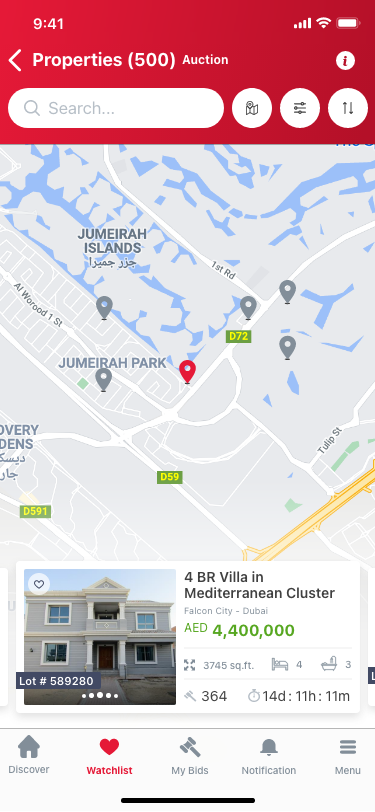 9:41
Properties (500) Auction
Search...
JUMEIRAH
ISLANDS
جزر جميرا
1st Rd
Al Worood 1 St
D72
JUMEIRAH PARK
OVERY
DENS
ديسك
جار
Tulip St
D59
D591
4 BR Villa in
Mediterranean Cluster
Falcon City - Dubai
AED 4,400,000
3745 sq.ft. 4 3
Lot # 589280
364 14d : 11h : 11m
Discover Watchlist My Bids Notification Menu